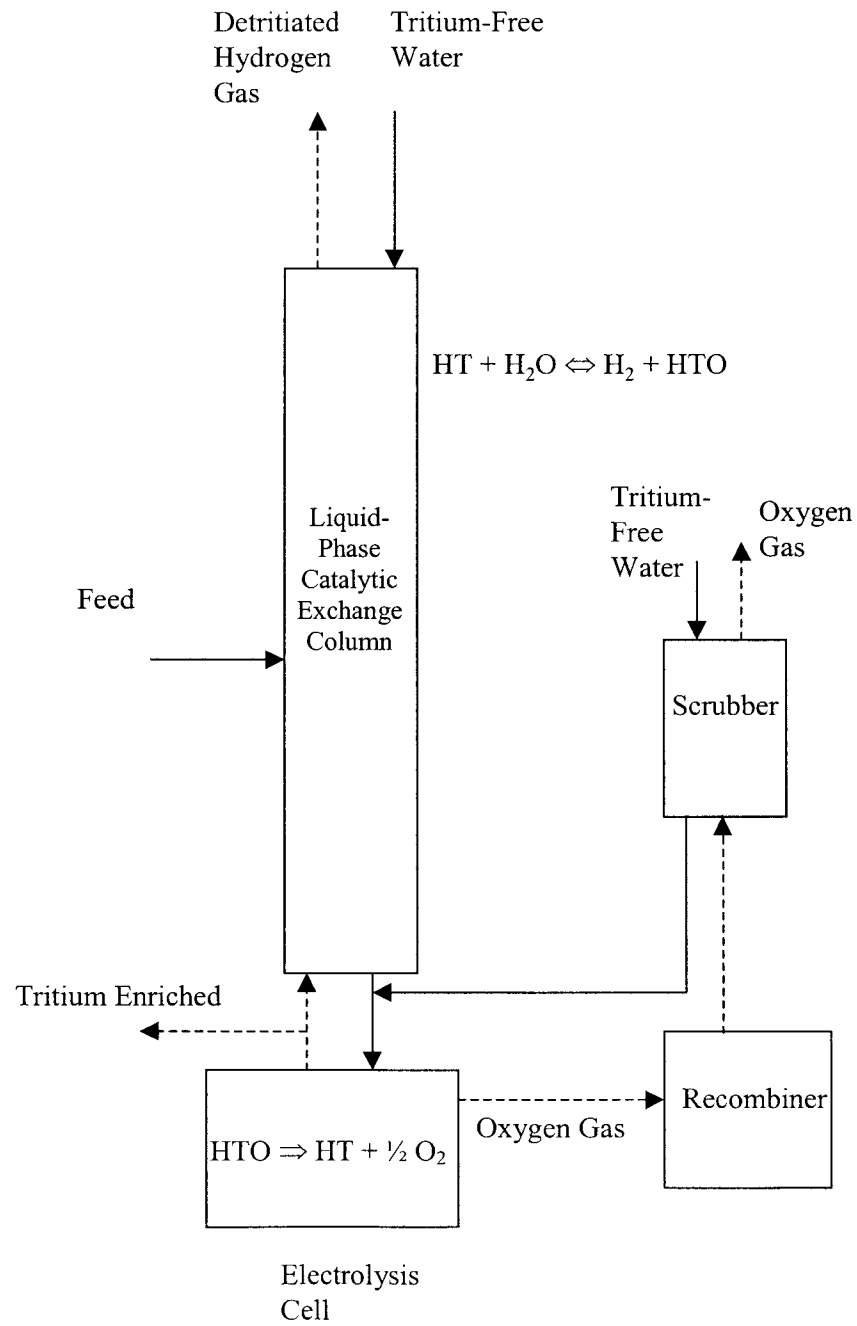 Detritiated
Hydrogen
Gas
Tritium-Free
Water
HT + H₂O ⇔ H₂ + HTO
Liquid-
Phase
Catalytic
Exchange
Column
Feed
Tritium-
Free
Water
Oxygen
Gas
Scrubber
Tritium Enriched
Recombiner
Oxygen Gas
HTO ⇒ HT + ½ O₂
Electrolysis
Cell